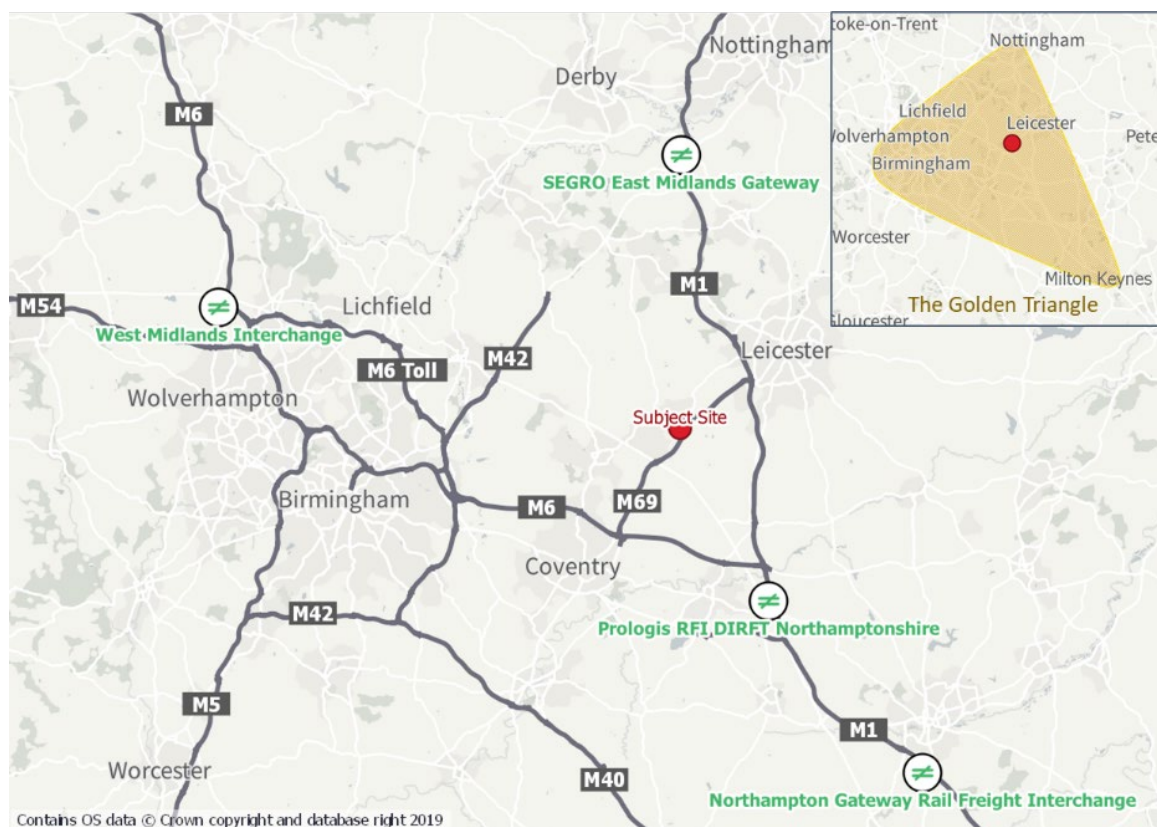 Nottingham
Derby
M6
SEGRO East Midlands Gateway
M1
M54
Lichfield
West Midlands Interchange
M42
M6 Toll
Leicester
Wolverhampton
Subject Site
Birmingham
M6
M69
Coventry
M42
Prologis RFI DIRFT Northamptonshire
M5
M1
Worcester
M40
Northampton Gateway Rail Freight Interchange
Contains OS data © Crown copyright and database right 2019
toke-on-Trent
Nottingham
Lichfield
Leicester
Wolverhampton
Pete
Birmingham
Worcester
Milton Keynes
The Golden Triangle
Gloucester